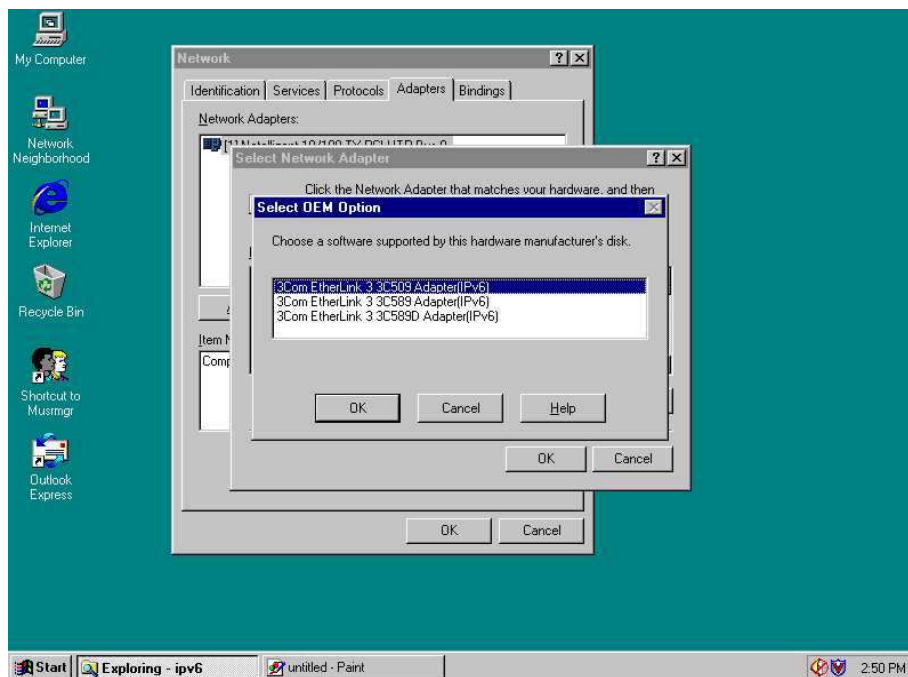 My Computer
Network
Neighborhood
Internet
Explorer
Recycle Bin
Shortcut to
Musrmgr
Outlook
Express
Network
Identification
Services
Protocols
Adapters
Bindings
Network Adapters:
Select Network Adapter
Click the Network Adapter that matches your hardware, and then
Select OEM Option
Choose a software supported by this hardware manufacturer's disk.
3Com EtherLink 3 3C509 Adapter(IPv6)
3Com EtherLink 3 3C589 Adapter(IPv6)
3Com EtherLink 3 3C589D Adapter(IPv6)
OK
Cancel
Help
Item N
Comp
OK
Cancel
OK
Cancel
Start
Exploring - ipv6
untitled - Paint
2:50 PM